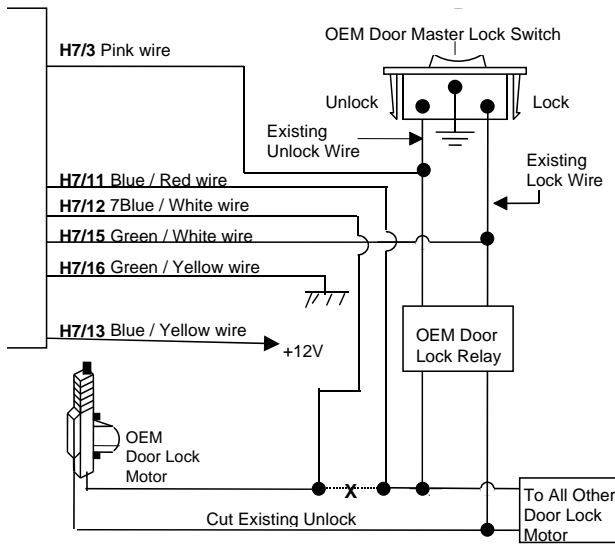 OEM Door Master Lock Switch
H7/3 Pink wire
Unlock
Lock
Existing
Unlock Wire
Existing
Lock Wire
H7/11 Blue / Red wire
H7/12 7Blue / White wire
H7/15 Green / White wire
H7/16 Green / Yellow wire
H7/13 Blue / Yellow wire
+12V
OEM Door
Lock Relay
OEM
Door Lock
Motor
X
Cut Existing Unlock
To All Other
Door Lock
Motor